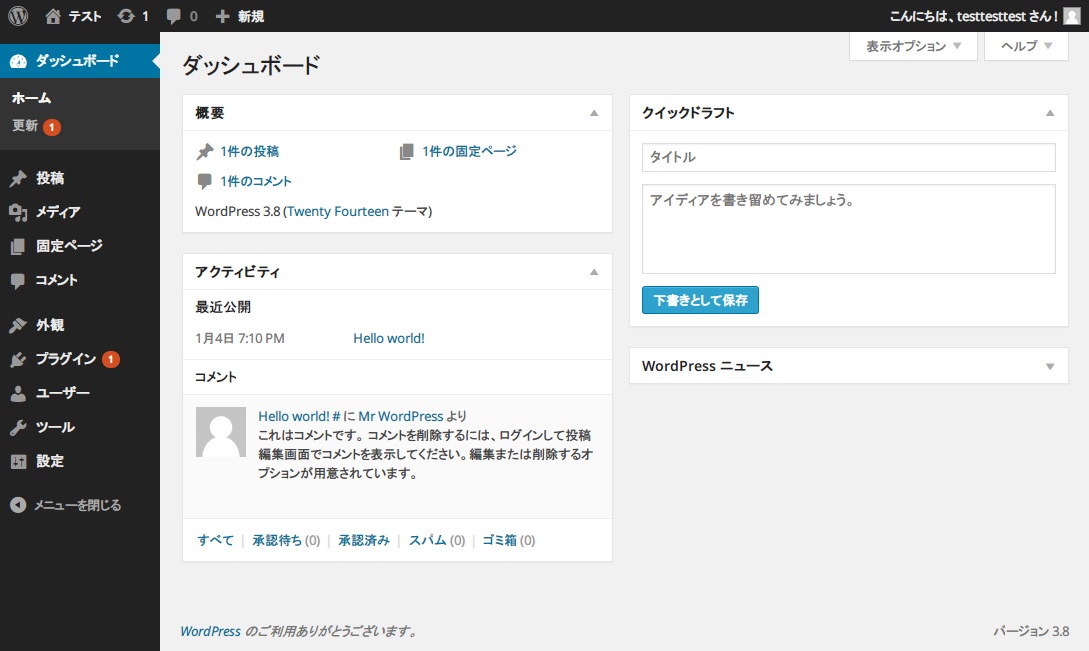 テスト 1 0 新規 こんにちは、testtesttest さん !
ダッシュボード
ホーム
更新 1
投稿
メディア
固定ページ
コメント
外観
プラグイン 1
ユーザー
ツール
設定
メニューを閉じる
表示オプション ヘルプ
ダッシュボード
概要
1件の投稿 1件の固定ページ
1件のコメント
WordPress 3.8 (Twenty Fourteen テーマ)
アクティビティ
最近公開
1月4日 7:10 PM Hello world!
コメント
Hello world! # に Mr WordPress より
これはコメントです。コメントを削除するには、ログインして投稿
編集画面でコメントを表示してください。編集または削除するオ
プションが用意されています。
すべて | 承認待ち (0) | 承認済み | スパム (0) | ゴミ箱 (0)
クイックドラフト
タイトル
アイディアを書き留めてみましょう。
下書きとして保存
WordPress ニュース
WordPress のご利用ありがとうございます。
バージョン 3.8